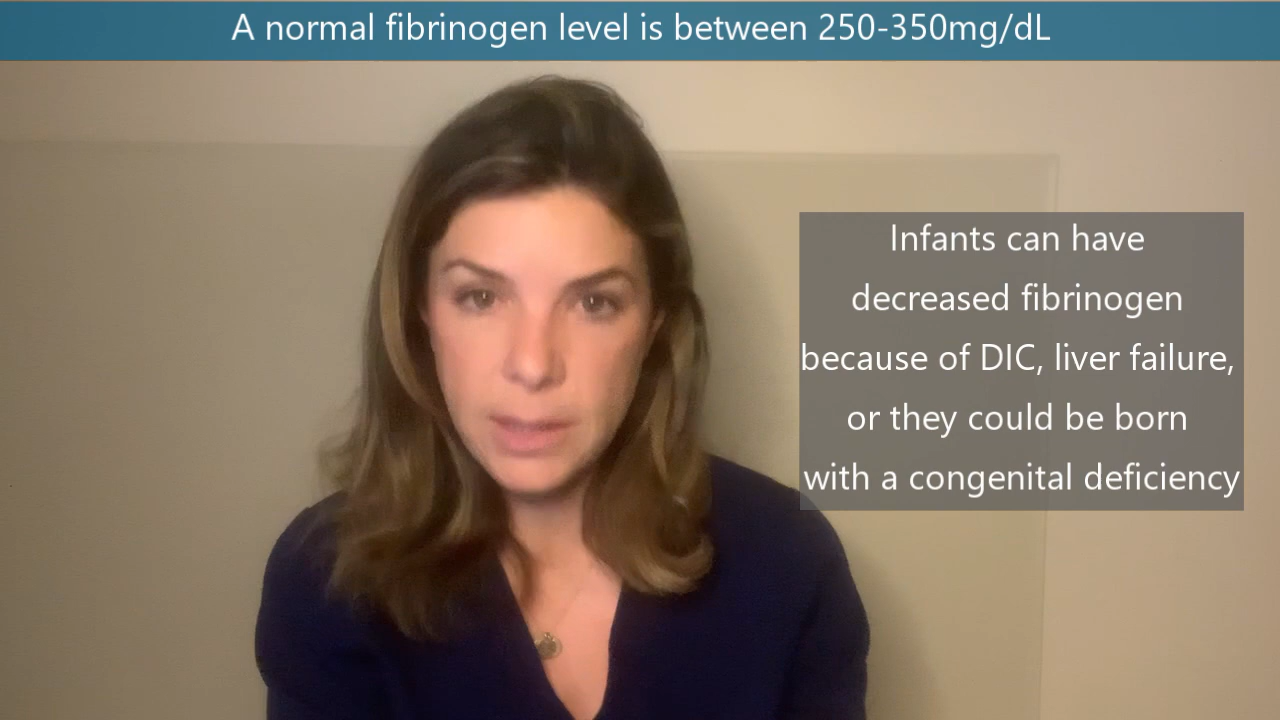 A normal fibrinogen level is between 250-350mg/dL
Infants can have
decreased fibrinogen
because of DIC, liver failure,
or they could be born
with a congenital deficiency